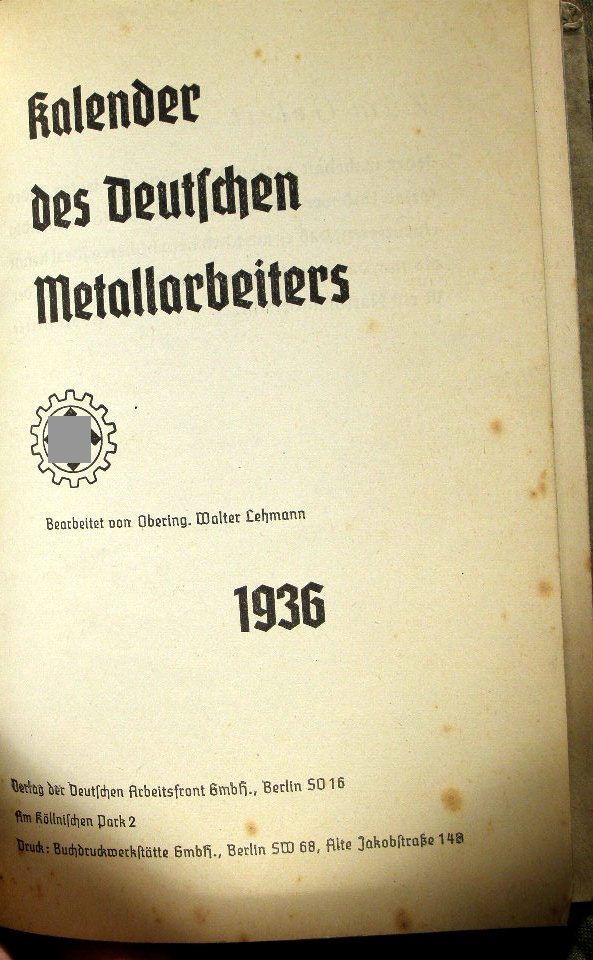 Kalender
des Deutschen
Metallarbeiters
Bearbeitet von Obering. Walter Lehmann
1936
Verlag der Deutschen Arbeitsfront GmbH., Berlin SO 16
Am Köllnischen Park 2
Druck: Buchdruckwerkstätte GmbH., Berlin SW 68, Alte Jakobstraße 148